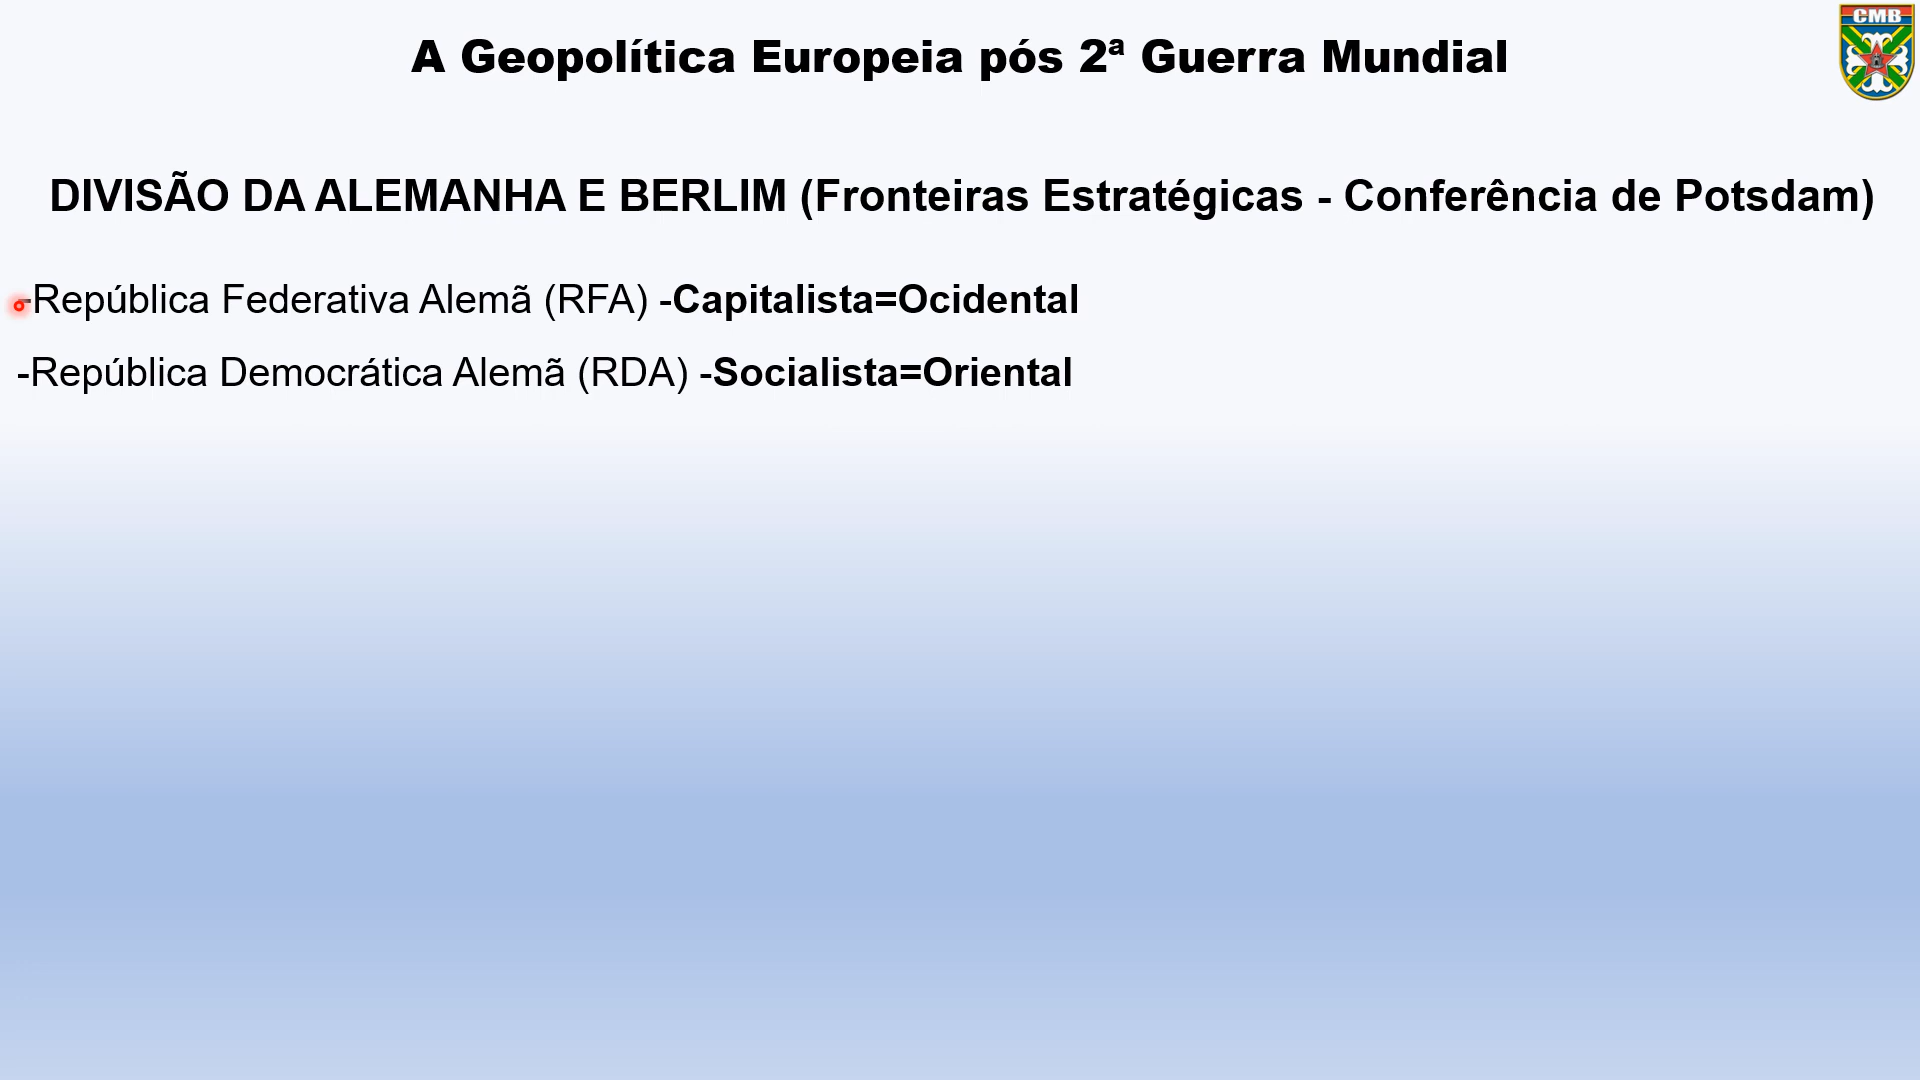 CMB
A Geopolítica Europeia pós 2ª Guerra Mundial
DIVISÃO DA ALEMANHA E BERLIM (Fronteiras Estratégicas - Conferência de Potsdam)
-República Federativa Alemã (RFA) -Capitalista=Ocidental
-República Democrática Alemã (RDA) -Socialista=Oriental